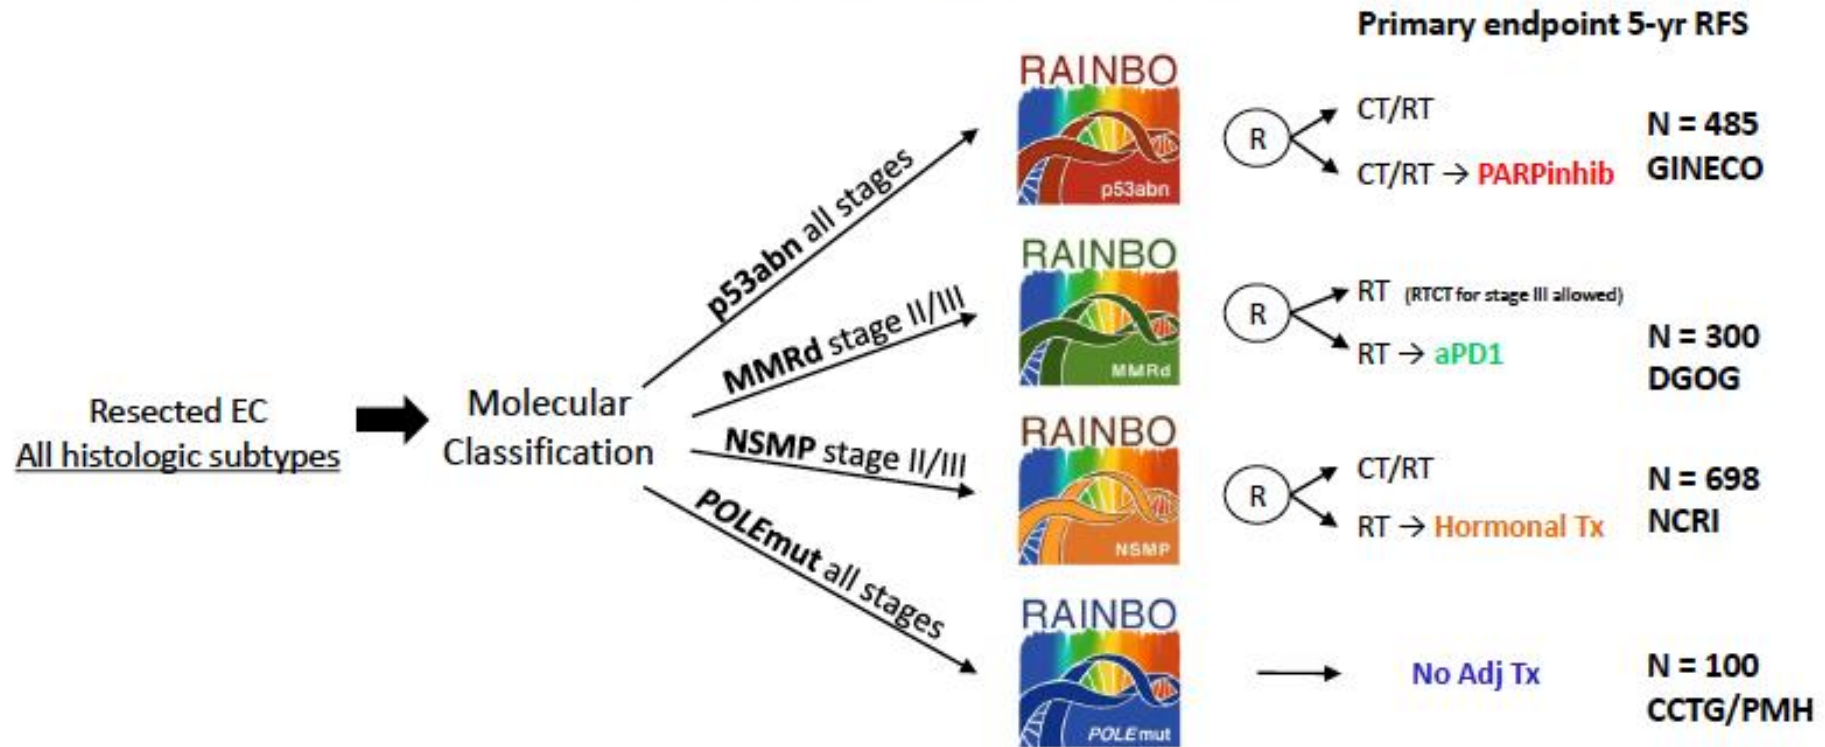 Primary endpoint 5-yr RFS
Resected EC
All histologic subtypes
Molecular
Classification
p53abn all stages
RAINBO
p53abn
R
CT/RT
CT/RT → PARPinhib
N = 485
GINECO
MMRd stage II/III
RAINBO
MMRd
R
RT (RTCT for stage III allowed)
RT → aPD1
N = 300
DGOG
NSMP stage II/III
RAINBO
NSMP
R
CT/RT
RT → Hormonal Tx
N = 698
NCRI
POLEmut all stages
RAINBO
POLEmut
No Adj Tx
N = 100
CCTG/PMH